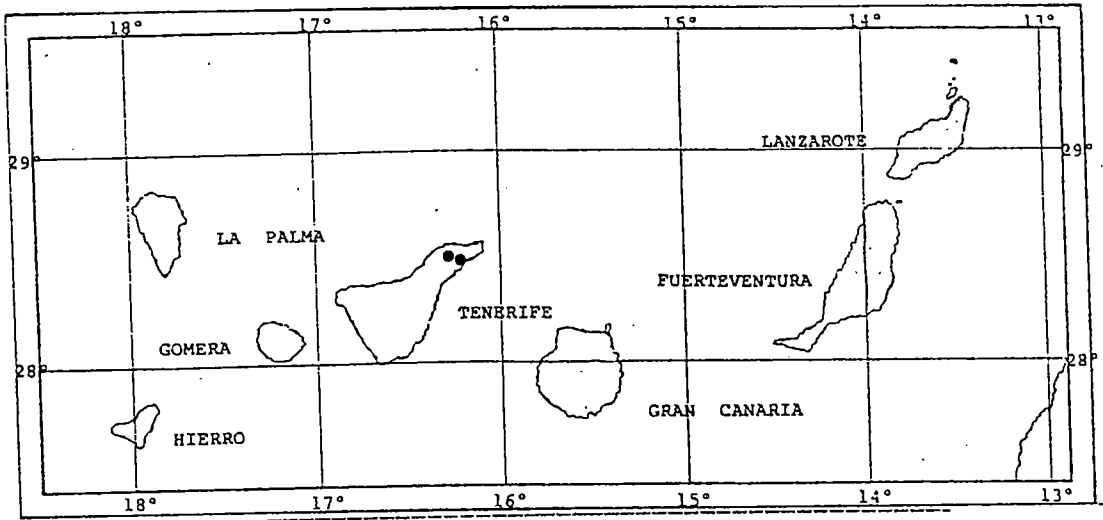 18° 17° 16° 15° 14° 13°
LANZAROTE
29° 29°
LA PALMA
FUERTEVENTURA
TENERIFE
GOMERA
28° 28°
GRAN CANARIA
HIERRO
18° 17° 16° 15° 14° 13°